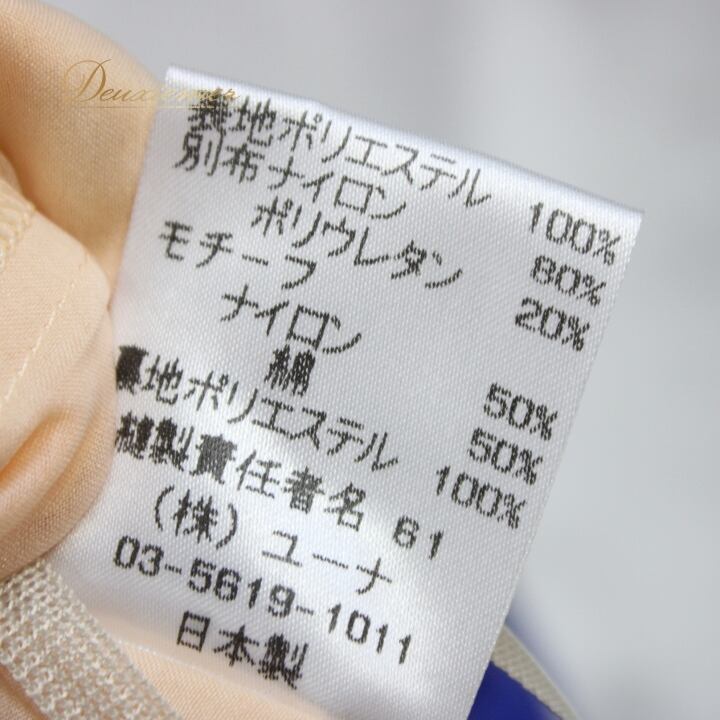 Deuxiemer
表地ポリエステル 100%
別布ナイロン 80%
ポリウレタン 20%
モチーフ
ナイロン 50%
綿 50%
裏地ポリエステル 100%
縫製責任者名 61
(株) ユーナ
03-5619-1011
日本製